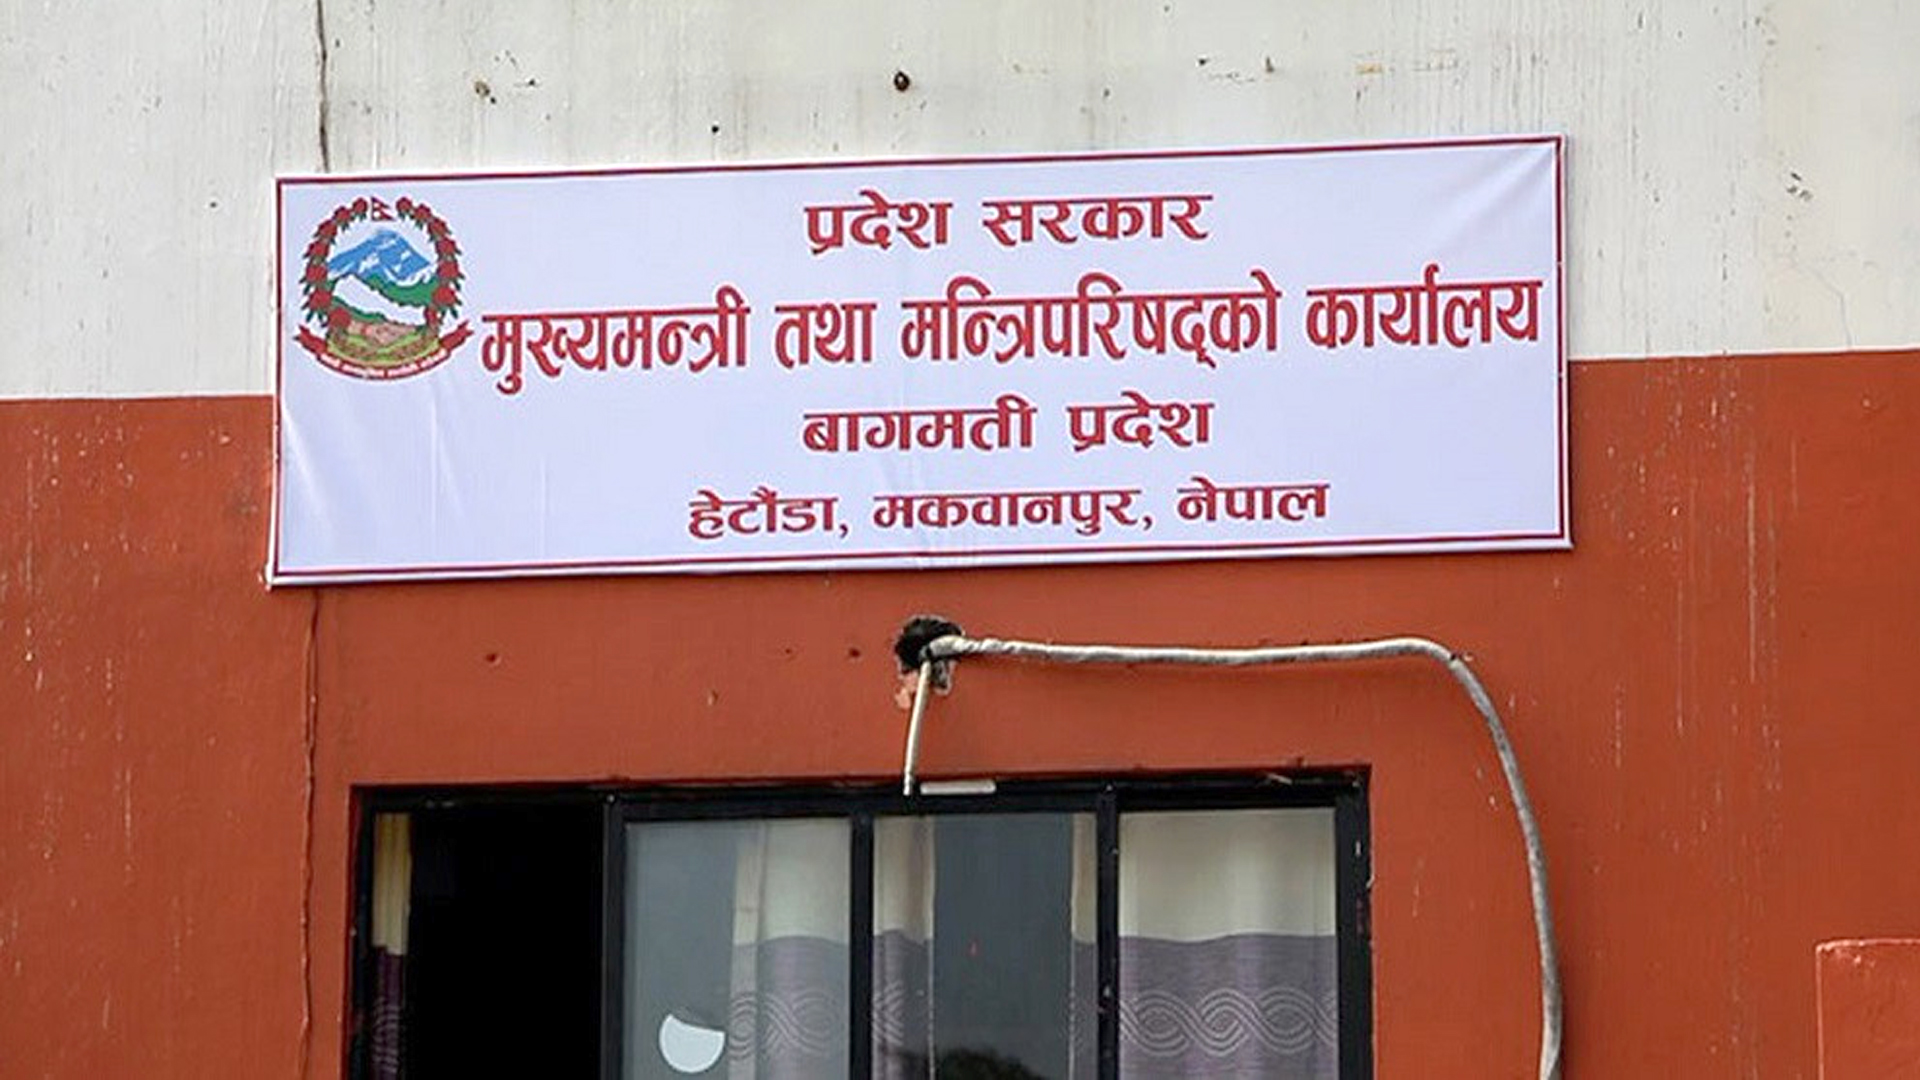 प्रदेश सरकार
मुख्यमन्त्री तथा मन्त्रिपरिषद्को कार्यालय
बागमती प्रदेश
हेटौंडा, मकवानपुर, नेपाल